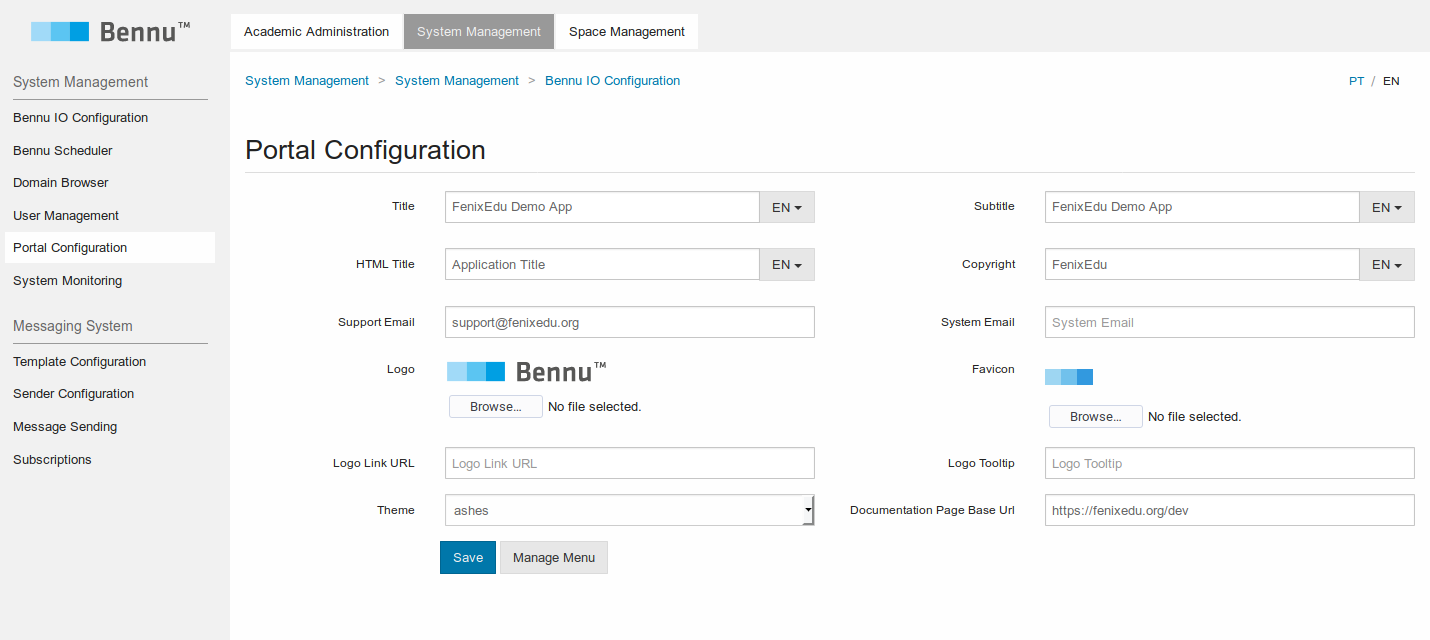 Bennu™
Academic Administration
System Management
Space Management
System Management
Bennu IO Configuration
Bennu Scheduler
Domain Browser
User Management
Portal Configuration
System Monitoring
Messaging System
Template Configuration
Sender Configuration
Message Sending
Subscriptions
System Management > System Management > Bennu IO Configuration
PT / EN
Portal Configuration
Title FenixEdu Demo App EN
Subtitle FenixEdu Demo App EN
HTML Title Application Title EN
Copyright FenixEdu EN
Support Email support@fenixedu.org
System Email System Email
Logo Bennu™
Browse... No file selected.
Favicon
Browse... No file selected.
Logo Link URL Logo Link URL
Logo Tooltip Logo Tooltip
Theme ashes
Documentation Page Base Url https://fenixedu.org/dev
Save Manage Menu